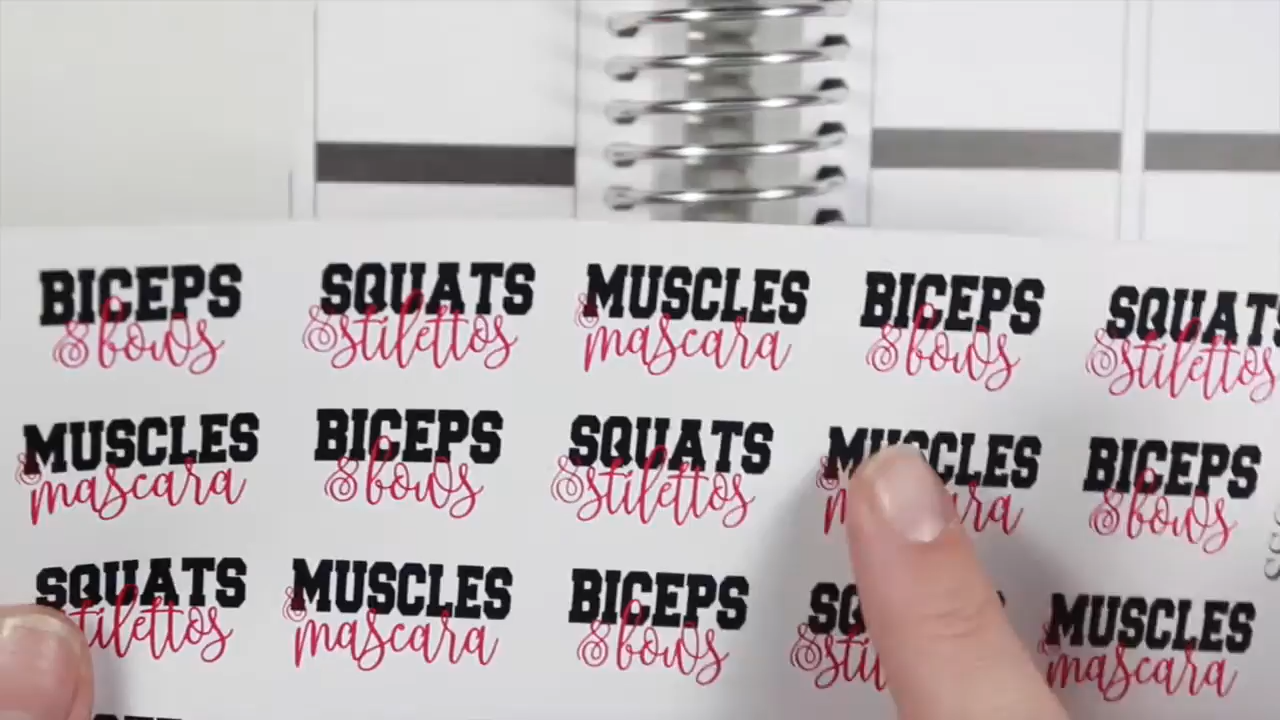 BICEPS SQUATS MUSCLES BICEPS SQUATS
& bows & stilettos & mascara & bows & stilettos
MUSCLES BICEPS SQUATS MUSCLES BICEPS
& mascara & bows & stilettos & bows
SQUATS MUSCLES BICEPS MUSCLES
stilettos & mascara & bows & mascara